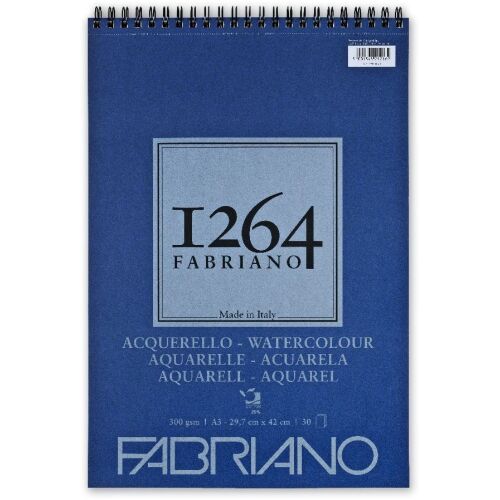 1264
FABRIANO
Made in Italy
ACQUERELLO - WATERCOLOUR
AQUARELLE - ACUARELA
AQUARELL - AQUAREL
25%
300 gsm | A3 - 29,7 cm x 42 cm | 30
FABRIANO